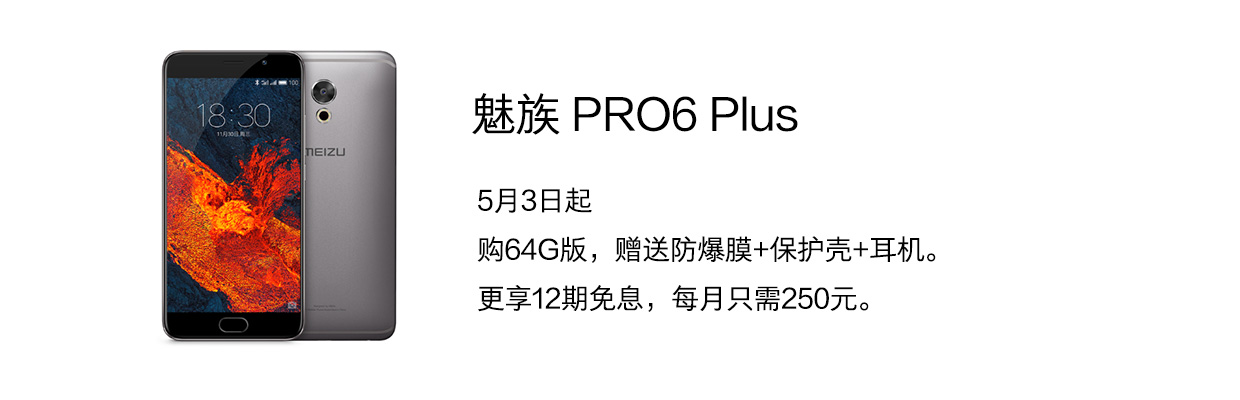 100
18:30
11月30日 周三
MEIZU
魅族 PRO6 Plus
5月3日起
购64G版，赠送防爆膜+保护壳+耳机。
更享12期免息，每月只需250元。